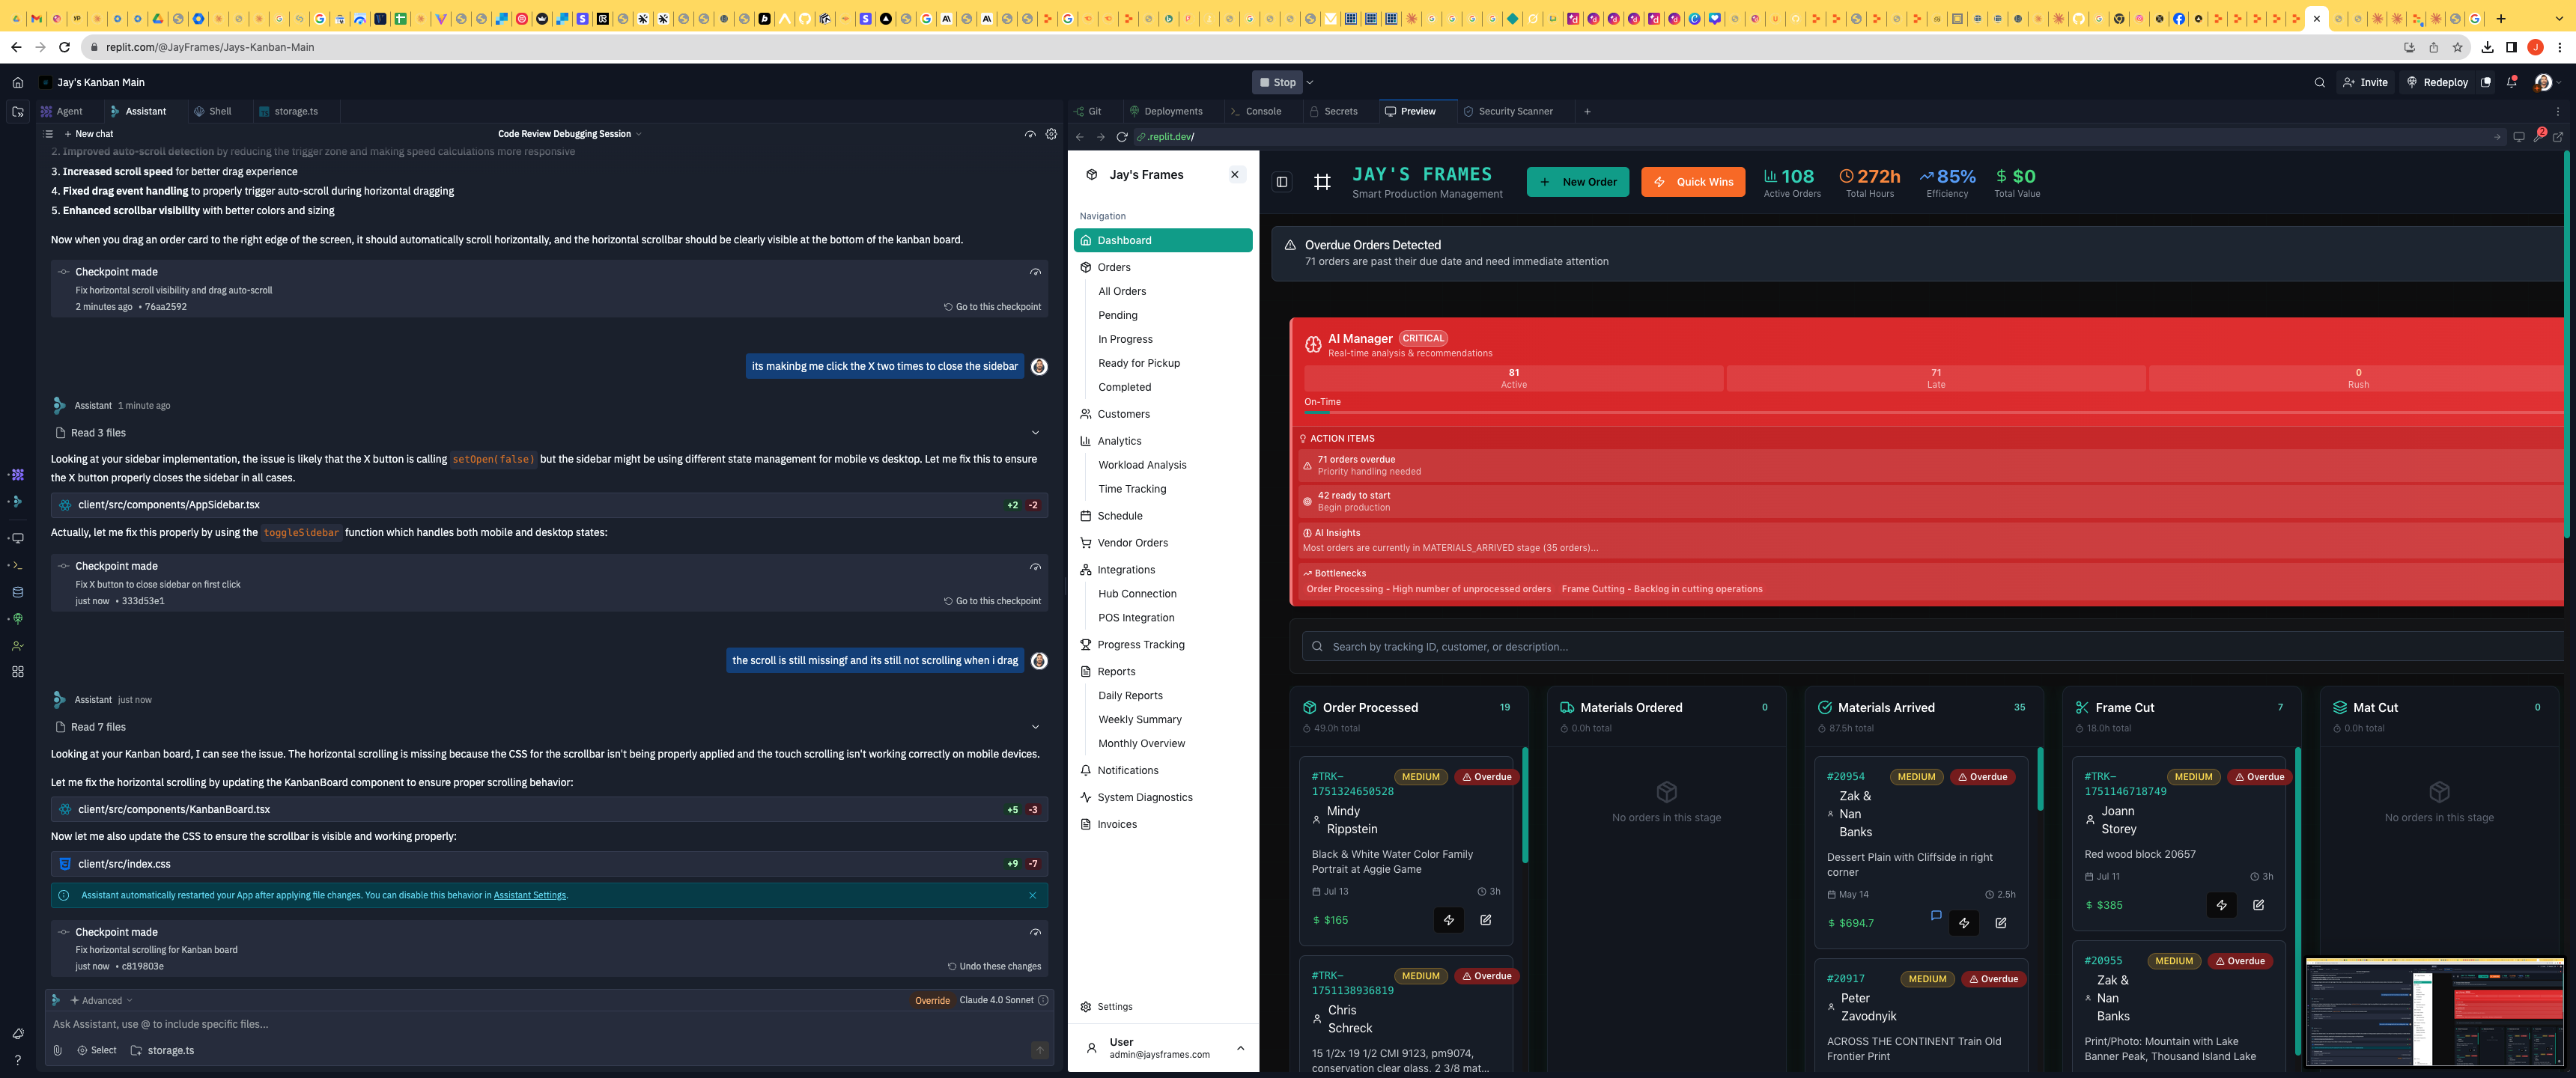 replit.com/@JayFrames/Jays-Kanban-Main
Jay's Kanban Main
Stop
Invite
Redeploy
Agent
Assistant
Shell
storage.ts
New chat
Code Review Debugging Session
2. Improved auto-scroll detection by reducing the trigger zone and making speed calculations more responsive
3. Increased scroll speed for better drag experience
4. Fixed drag event handling to properly trigger auto-scroll during horizontal dragging
5. Enhanced scrollbar visibility with better colors and sizing
Now when you drag an order card to the right edge of the screen, it should automatically scroll horizontally, and the horizontal scrollbar should be clearly visible at the bottom of the kanban board.
Checkpoint made
Fix horizontal scroll visibility and drag auto-scroll
2 minutes ago • 76aa2592
Go to this checkpoint
its makinbg me click the X two times to close the sidebar
Assistant 1 minute ago
Read 3 files
Looking at your sidebar implementation, the issue is likely that the X button is calling setOpen(false) but the sidebar might be using different state management for mobile vs desktop. Let me fix this to ensure
the X button properly closes the sidebar in all cases.
client/src/components/AppSidebar.tsx +2 -2
Actually, let me fix this properly by using the toggleSidebar function which handles both mobile and desktop states:
Checkpoint made
Fix X button to close sidebar on first click
just now • 333d53e1
Go to this checkpoint
the scroll is still missingf and its still not scrolling when i drag
Assistant just now
Read 7 files
Looking at your Kanban board, I can see the issue. The horizontal scrolling is missing because the CSS for the scrollbar isn't being properly applied and the touch scrolling isn't working correctly on mobile devices.
Let me fix the horizontal scrolling by updating the KanbanBoard component to ensure proper scrolling behavior:
client/src/components/KanbanBoard.tsx +5 -3
Now let me also update the CSS to ensure the scrollbar is visible and working properly:
client/src/index.css +9 -7
Assistant automatically restarted your App after applying file changes. You can disable this behavior in Assistant Settings.
Checkpoint made
Fix horizontal scrolling for Kanban board
just now • c819803e
Undo these changes
Advanced
Override Claude 4.0 Sonnet
Ask Assistant, use @ to include specific files...
Select
storage.ts
Git
Deployments
Console
Secrets
Preview
Security Scanner
.replit.dev/
2
Jay's Frames
Navigation
Dashboard
Orders
All Orders
Pending
In Progress
Ready for Pickup
Completed
Customers
Analytics
Workload Analysis
Time Tracking
Schedule
Vendor Orders
Integrations
Hub Connection
POS Integration
Progress Tracking
Reports
Daily Reports
Weekly Summary
Monthly Overview
Notifications
System Diagnostics
Invoices
Settings
User
admin@jaysframes.com
JAY'S FRAMES
Smart Production Management
New Order
Quick Wins
108
Active Orders
272h
Total Hours
85%
Efficiency
$0
Total Value
Overdue Orders Detected
71 orders are past their due date and need immediate attention
AI Manager CRITICAL
Real-time analysis & recommendations
81
Active
71
Late
0
Rush
On-Time
ACTION ITEMS
71 orders overdue
Priority handling needed
42 ready to start
Begin production
AI Insights
Most orders are currently in MATERIALS_ARRIVED stage (35 orders)...
Bottlenecks
Order Processing - High number of unprocessed orders Frame Cutting - Backlog in cutting operations
Search by tracking ID, customer, or description...
Order Processed 19
49.0h total
#TRK-
1751324650528
MEDIUM Overdue
Mindy
Rippstein
Black & White Water Color Family
Portrait at Aggie Game
Jul 13 3h
$ $165
#TRK-
1751138936819
MEDIUM Overdue
Chris
Schreck
15 1/2x 19 1/2 CMI 9123, pm9074,
conservation clear glass, 2 3/8 mat...
Materials Ordered 0
0.0h total
No orders in this stage
Materials Arrived 35
87.5h total
#20954 MEDIUM Overdue
Zak &
Nan
Banks
Dessert Plain with Cliffside in right
corner
May 14 2.5h
$ $694.7
#20917 MEDIUM Overdue
Peter
Zavodnyik
ACROSS THE CONTINENT Train Old
Frontier Print
Frame Cut 7
18.0h total
#TRK-
1751146718749
MEDIUM Overdue
Joann
Storey
Red wood block 20657
Jul 11 3h
$ $385
#20955 MEDIUM Overdue
Zak &
Nan
Banks
Print/Photo: Mountain with Lake
Banner Peak, Thousand Island Lake
Mat Cut 0
0.0h total
No orders in this stage